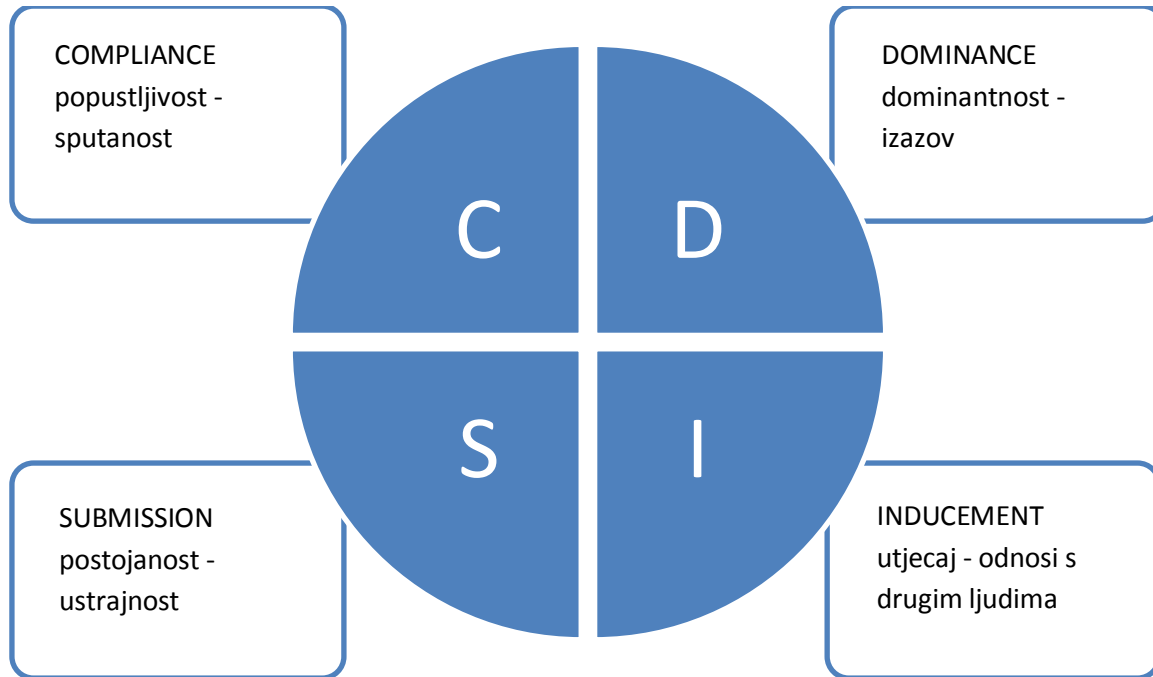 COMPLIANCE
popustljivost -
sputanost
DOMINANCE
dominantnost -
izazov
C
D
S
I
SUBMISSION
postojanost -
ustrajnost
INDUCEMENT
utjecaj - odnosi s
drugim ljudima